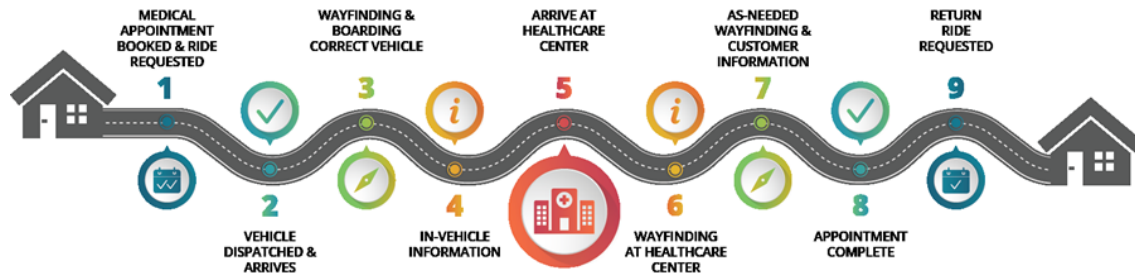 MEDICAL
APPOINTMENT
BOOKED & RIDE
REQUESTED
1
2
VEHICLE
DISPATCHED &
ARRIVES
WAYFINDING &
BOARDING
CORRECT VEHICLE
3
4
IN-VEHICLE
INFORMATION
ARRIVE AT
HEALTHCARE
CENTER
5
6
WAYFINDING
AT HEALTHCARE
CENTER
AS-NEEDED
WAYFINDING &
CUSTOMER
INFORMATION
7
8
APPOINTMENT
COMPLETE
RETURN
RIDE
REQUESTED
9
i
i